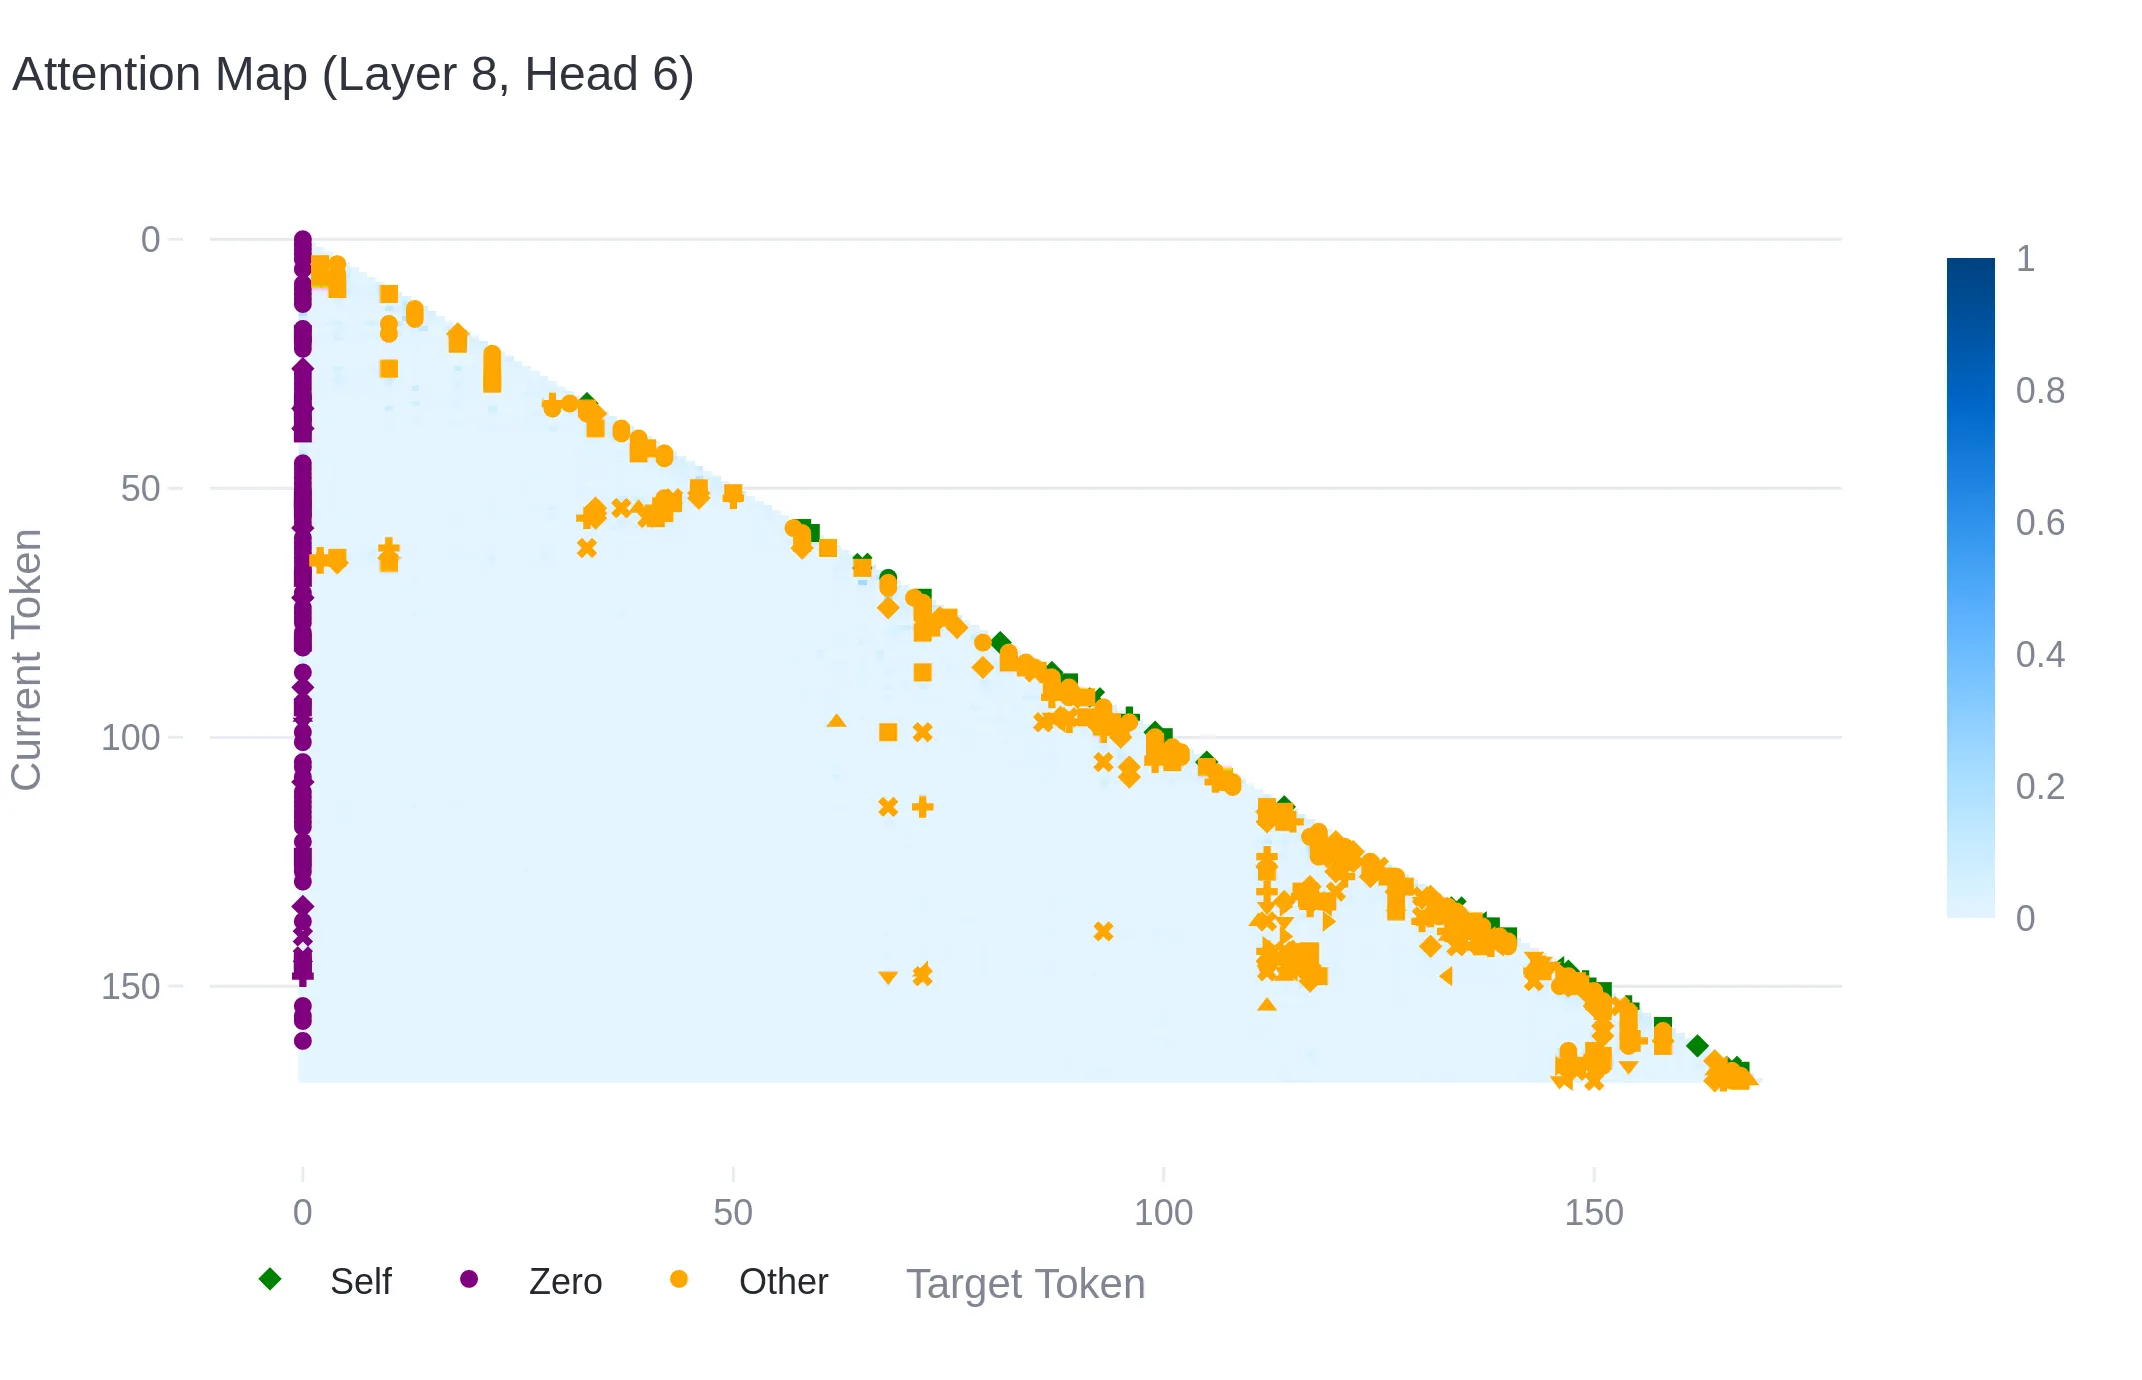 Attention Map (Layer 8, Head 6)
0
50
100
150
Current Token
1
0.8
0.6
0.4
0.2
0
0
50
100
150
Self
Zero
Other
Target Token